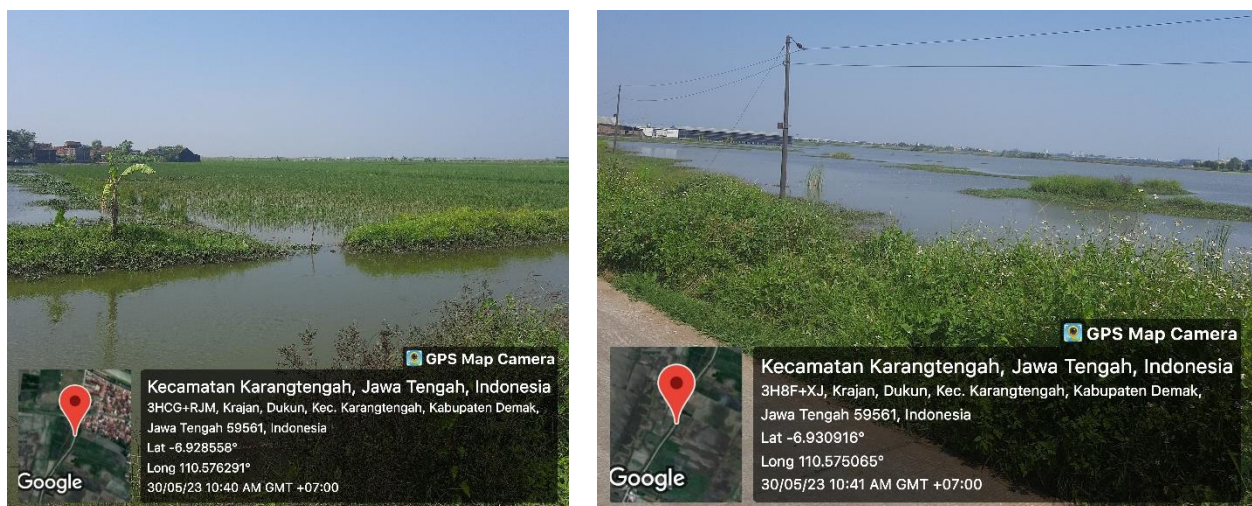 GPS Map Camera
Kecamatan Karangtengah, Jawa Tengah, Indonesia
3HCG+RJM, Krajan, Dukun, Kec. Karangtengah, Kabupaten Demak,
Jawa Tengah 59561, Indonesia
Lat -6.928558°
Long 110.576291°
30/05/23 10:40 AM GMT +07:00
Google
GPS Map Camera
Kecamatan Karangtengah, Jawa Tengah, Indonesia
3H8F+XJ, Krajan, Dukun, Kec. Karangtengah, Kabupaten Demak,
Jawa Tengah 59561, Indonesia
Lat -6.930916°
Long 110.575065°
30/05/23 10:41 AM GMT +07:00
Google